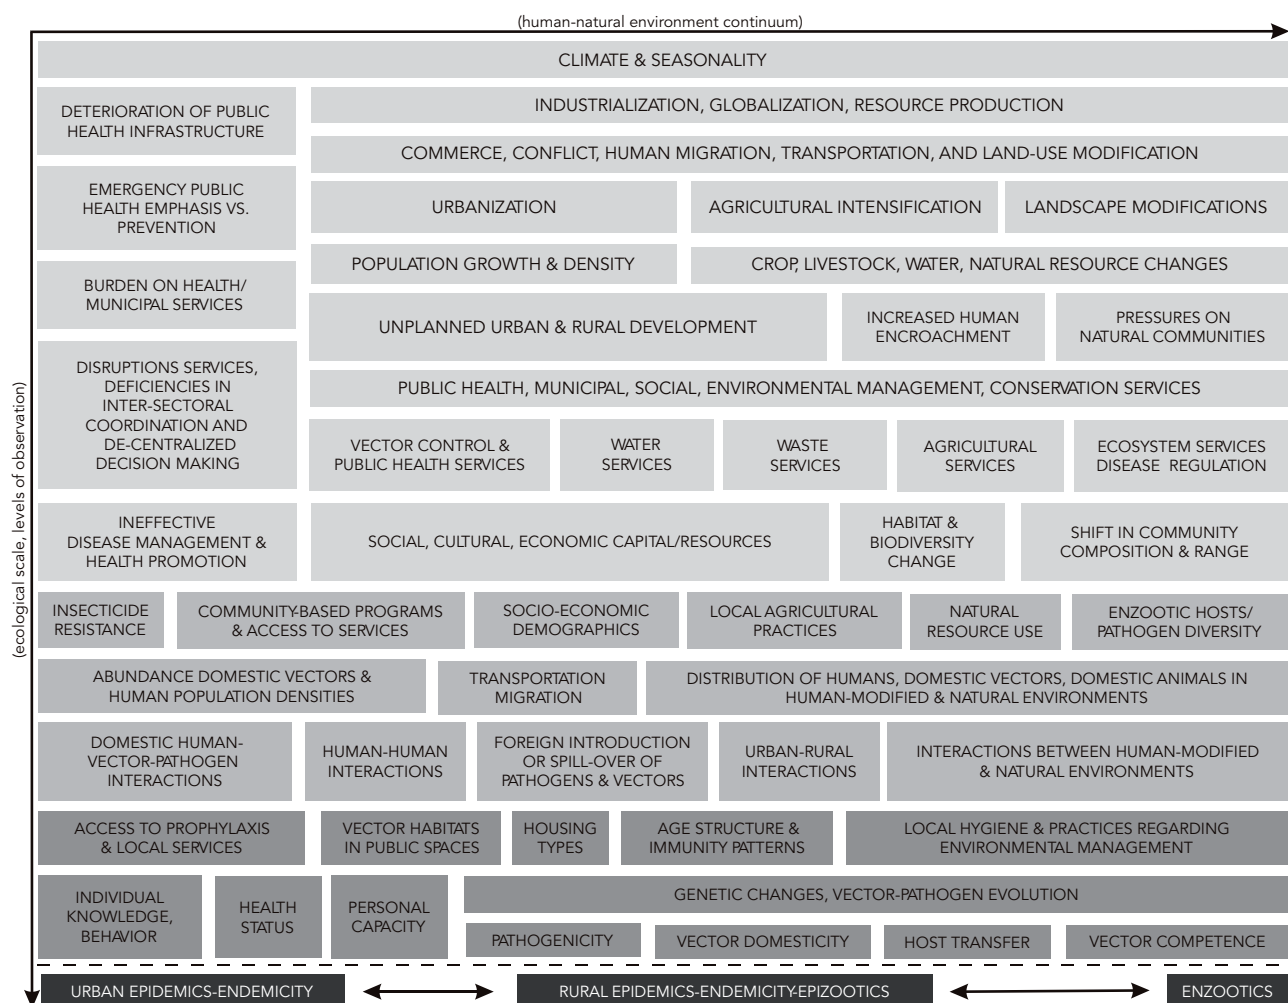 (human-natural environment continuum)
(ecological scale, levels of observation)
CLIMATE & SEASONALITY
DETERIORATION OF PUBLIC
HEALTH INFRASTRUCTURE
INDUSTRIALIZATION, GLOBALIZATION, RESOURCE PRODUCTION
COMMERCE, CONFLICT, HUMAN MIGRATION, TRANSPORTATION, AND LAND-USE MODIFICATION
EMERGENCY PUBLIC
HEALTH EMPHASIS VS.
PREVENTION
URBANIZATION
AGRICULTURAL INTENSIFICATION
LANDSCAPE MODIFICATIONS
POPULATION GROWTH & DENSITY
CROP, LIVESTOCK, WATER, NATURAL RESOURCE CHANGES
BURDEN ON HEALTH/
MUNICIPAL SERVICES
UNPLANNED URBAN & RURAL DEVELOPMENT
INCREASED HUMAN
ENCROACHMENT
PRESSURES ON
NATURAL COMMUNITIES
DISRUPTIONS SERVICES,
DEFICIENCIES IN
INTER-SECTORAL
COORDINATION AND
DE-CENTRALIZED
DECISION MAKING
PUBLIC HEALTH, MUNICIPAL, SOCIAL, ENVIRONMENTAL MANAGEMENT, CONSERVATION SERVICES
VECTOR CONTROL &
PUBLIC HEALTH SERVICES
WATER
SERVICES
WASTE
SERVICES
AGRICULTURAL
SERVICES
ECOSYSTEM SERVICES
DISEASE REGULATION
INEFFECTIVE
DISEASE MANAGEMENT &
HEALTH PROMOTION
SOCIAL, CULTURAL, ECONOMIC CAPITAL/RESOURCES
HABITAT &
BIODIVERSITY
CHANGE
SHIFT IN COMMUNITY
COMPOSITION & RANGE
INSECTICIDE
RESISTANCE
COMMUNITY-BASED PROGRAMS
& ACCESS TO SERVICES
SOCIO-ECONOMIC
DEMOGRAPHICS
LOCAL AGRICULTURAL
PRACTICES
NATURAL
RESOURCE USE
ENZOOTIC HOSTS/
PATHOGEN DIVERSITY
ABUNDANCE DOMESTIC VECTORS &
HUMAN POPULATION DENSITIES
TRANSPORTATION
MIGRATION
DISTRIBUTION OF HUMANS, DOMESTIC VECTORS, DOMESTIC ANIMALS IN
HUMAN-MODIFIED & NATURAL ENVIRONMENTS
DOMESTIC HUMAN-
VECTOR-PATHOGEN
INTERACTIONS
HUMAN-HUMAN
INTERACTIONS
FOREIGN INTRODUCTION
OR SPILL-OVER OF
PATHOGENS & VECTORS
URBAN-RURAL
INTERACTIONS
INTERACTIONS BETWEEN HUMAN-MODIFIED
& NATURAL ENVIRONMENTS
ACCESS TO PROPHYLAXIS
& LOCAL SERVICES
VECTOR HABITATS
IN PUBLIC SPACES
HOUSING
TYPES
AGE STRUCTURE &
IMMUNITY PATTERNS
LOCAL HYGIENE & PRACTICES REGARDING
ENVIRONMENTAL MANAGEMENT
INDIVIDUAL
KNOWLEDGE,
BEHAVIOR
HEALTH
STATUS
PERSONAL
CAPACITY
GENETIC CHANGES, VECTOR-PATHOGEN EVOLUTION
PATHOGENICITY
VECTOR DOMESTICITY
HOST TRANSFER
VECTOR COMPETENCE
URBAN EPIDEMICS-ENDEMICITY
RURAL EPIDEMICS-ENDEMICITY-EPIZOOTICS
ENZOOTICS